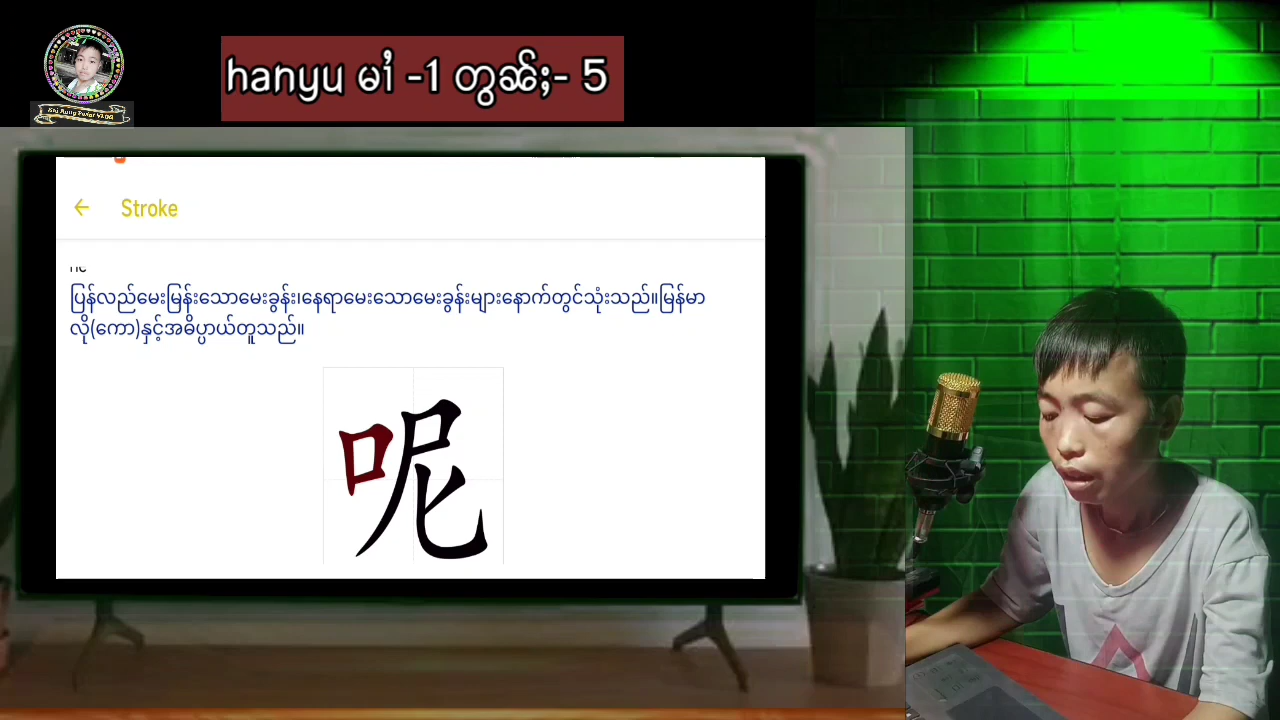 hanyu မၢႆ -1 တွၼ်ႈ- 5
Stroke
ပြန်လည်မေးမြန်းသောမေးခွန်း၊နေရာမေးသောမေးခွန်းများနောက်တွင်သုံးသည်။မြန်မာ
လို(ကော)နှင့်အဓိပ္ပာယ်တူသည်။
呢